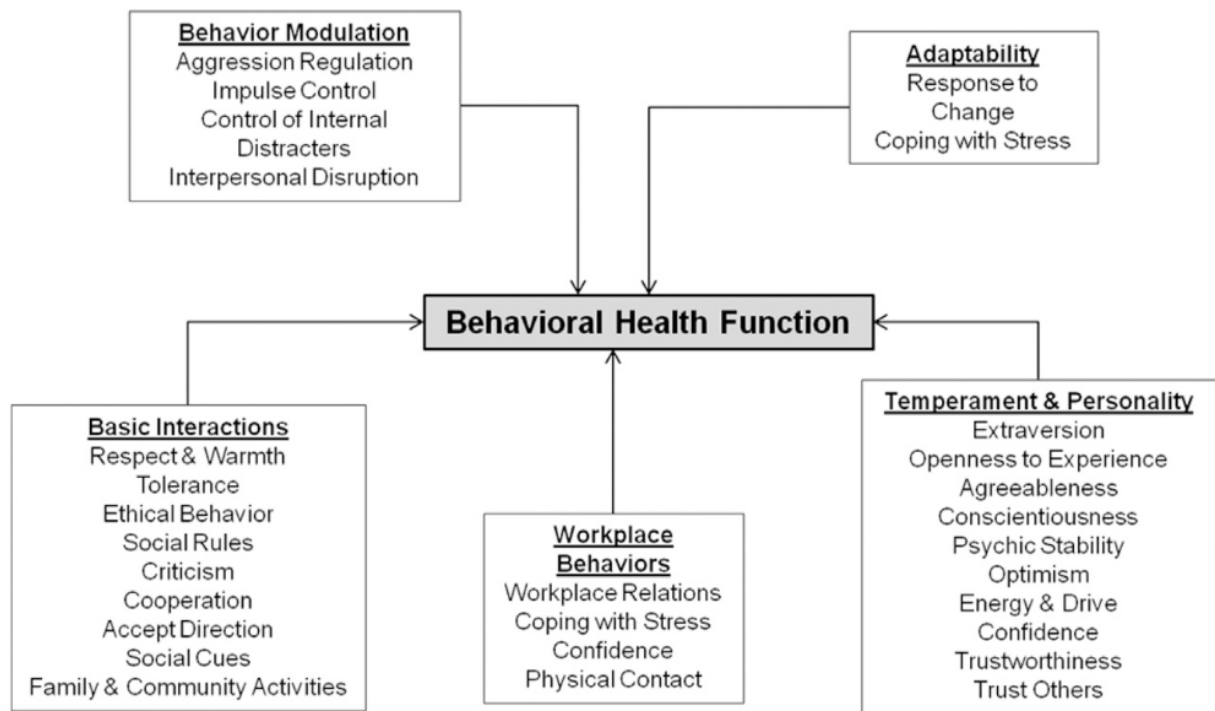 Behavior Modulation
Aggression Regulation
Impulse Control
Control of Internal
Distracters
Interpersonal Disruption
Adaptability
Response to
Change
Coping with Stress
Behavioral Health Function
Basic Interactions
Respect & Warmth
Tolerance
Ethical Behavior
Social Rules
Criticism
Cooperation
Accept Direction
Social Cues
Family & Community Activities
Workplace
Behaviors
Workplace Relations
Coping with Stress
Confidence
Physical Contact
Temperament & Personality
Extraversion
Openness to Experience
Agreeableness
Conscientiousness
Psychic Stability
Optimism
Energy & Drive
Confidence
Trustworthiness
Trust Others